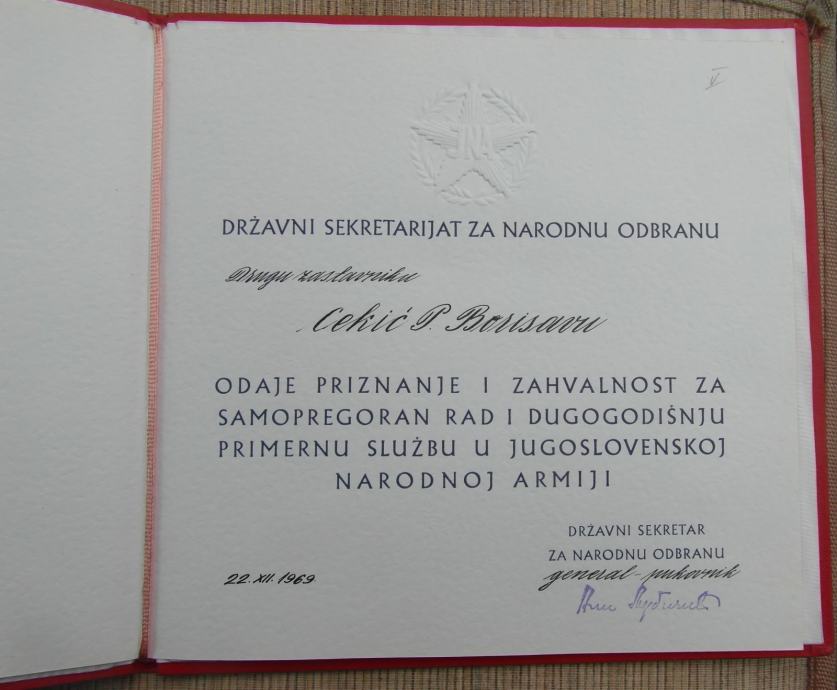 V
JNA
DRŽAVNI SEKRETARIJAT ZA NARODNU ODBRANU
Drugu zastavniku
Cekić P. Borisavu
ODAJE PRIZNANJE I ZAHVALNOST ZA
SAMOPREGORAN RAD I DUGOGODIŠNJU
PRIMERNU SLUŽBU U JUGOSLOVENSKOJ
NARODNOJ ARMIJI
DRŽAVNI SEKRETAR
ZA NARODNU ODBRANU
general-pukovnik
22.XII.1969